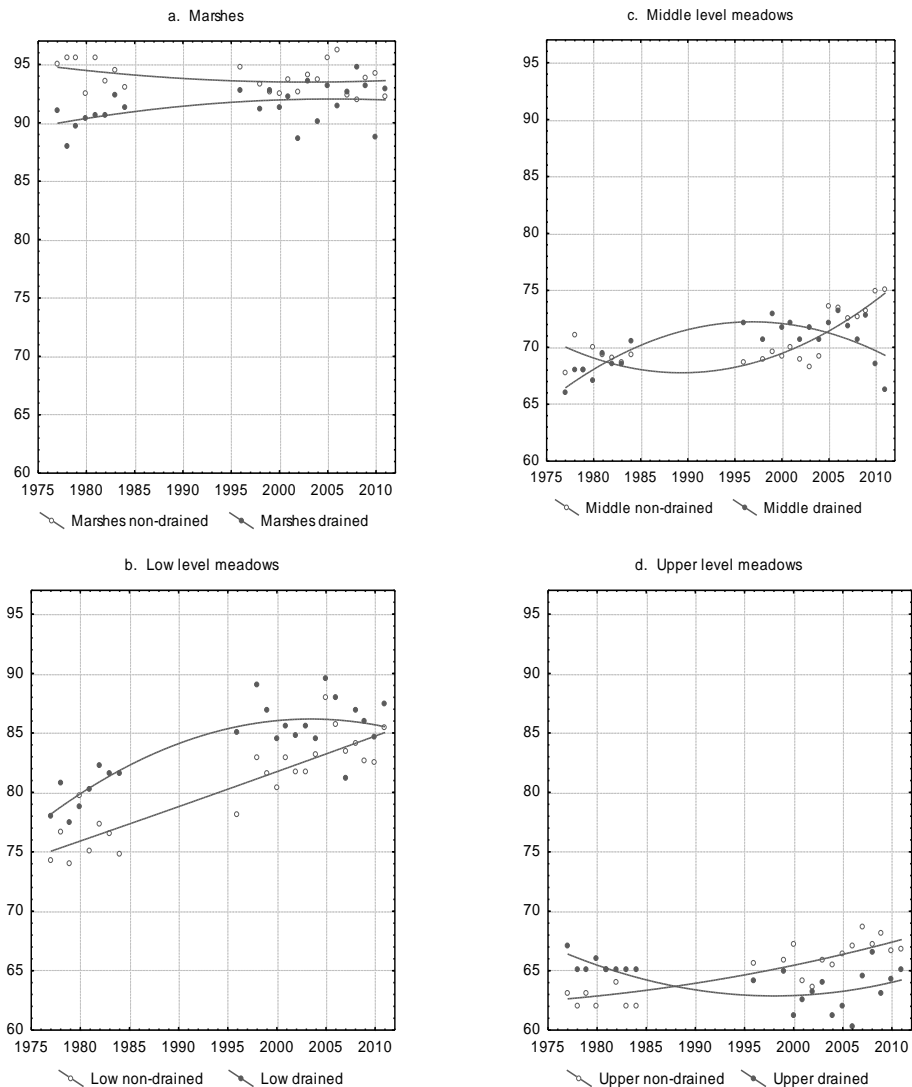 a. Marshes
95
90
85
80
75
70
65
60
1975 1980 1985 1990 1995 2000 2005 2010
Marshes non-drained Marshes drained
c. Middle level meadows
95
90
85
80
75
70
65
60
1975 1980 1985 1990 1995 2000 2005 2010
Middle non-drained Middle drained
b. Low level meadows
95
90
85
80
75
70
65
60
1975 1980 1985 1990 1995 2000 2005 2010
Low non-drained Low drained
d. Upper level meadows
95
90
85
80
75
70
65
60
1975 1980 1985 1990 1995 2000 2005 2010
Upper non-drained Upper drained